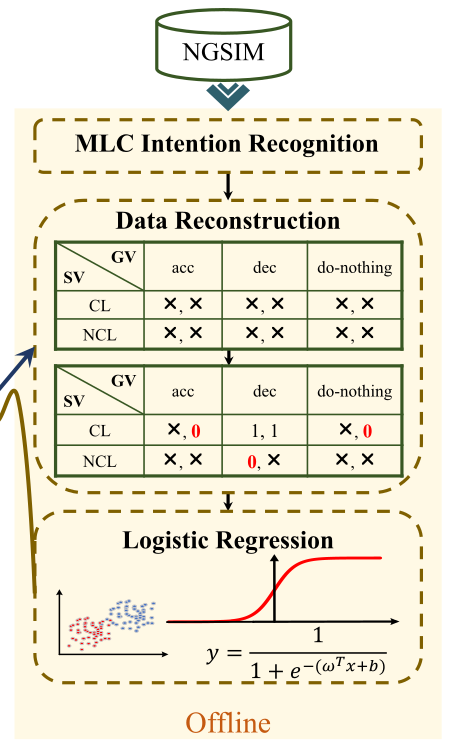 NGSIM
MLC Intention Recognition
Data Reconstruction
GV
SV
acc
dec
do-nothing
CL
×, ×
×, ×
×, ×
NCL
×, ×
×, ×
×, ×
GV
SV
acc
dec
do-nothing
CL
×, 0
1, 1
×, 0
NCL
×, ×
0, ×
×, ×
Logistic Regression
y = 1 / (1 + e^{-(ω^T x+b)})
Offline